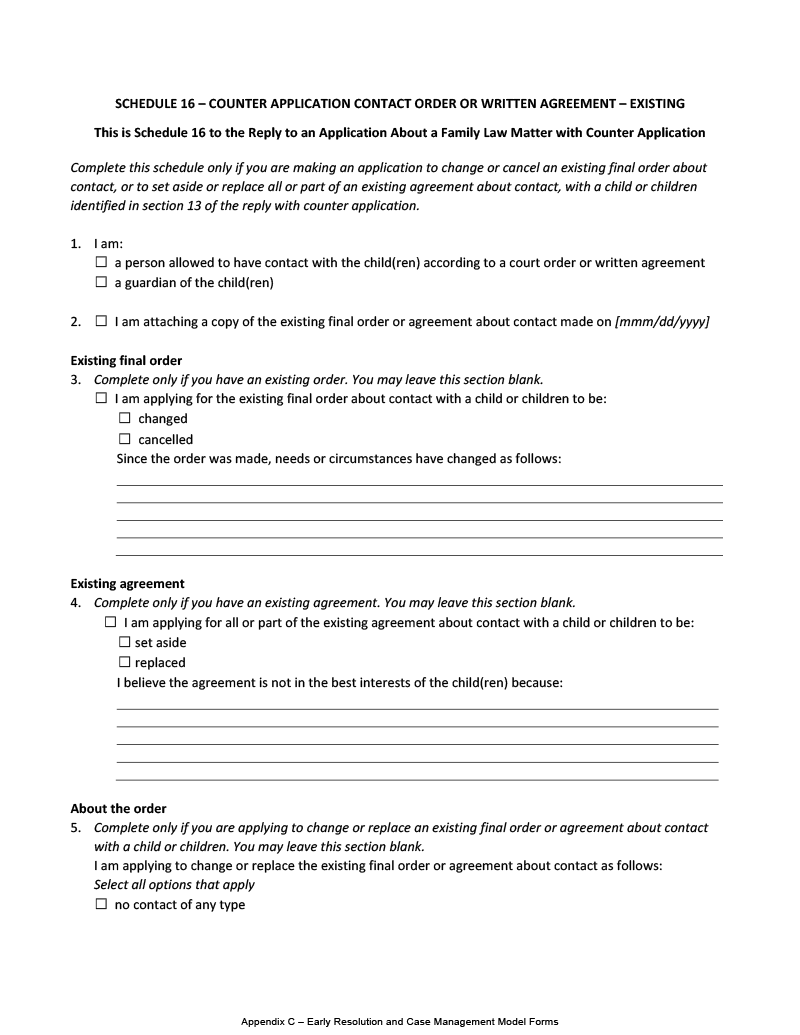 SCHEDULE 16 – COUNTER APPLICATION CONTACT ORDER OR WRITTEN AGREEMENT – EXISTING
This is Schedule 16 to the Reply to an Application About a Family Law Matter with Counter Application
Complete this schedule only if you are making an application to change or cancel an existing final order about
contact, or to set aside or replace all or part of an existing agreement about contact, with a child or children
identified in section 13 of the reply with counter application.
1. I am:
☐ a person allowed to have contact with the child(ren) according to a court order or written agreement
☐ a guardian of the child(ren)
2. ☐ I am attaching a copy of the existing final order or agreement about contact made on [mmm/dd/yyyy]
Existing final order
3. Complete only if you have an existing order. You may leave this section blank.
☐ I am applying for the existing final order about contact with a child or children to be:
☐ changed
☐ cancelled
Since the order was made, needs or circumstances have changed as follows:
Existing agreement
4. Complete only if you have an existing agreement. You may leave this section blank.
☐ I am applying for all or part of the existing agreement about contact with a child or children to be:
☐ set aside
☐ replaced
I believe the agreement is not in the best interests of the child(ren) because:
About the order
5. Complete only if you are applying to change or replace an existing final order or agreement about contact
with a child or children. You may leave this section blank.
I am applying to change or replace the existing final order or agreement about contact as follows:
Select all options that apply
☐ no contact of any type
Appendix C – Early Resolution and Case Management Model Forms